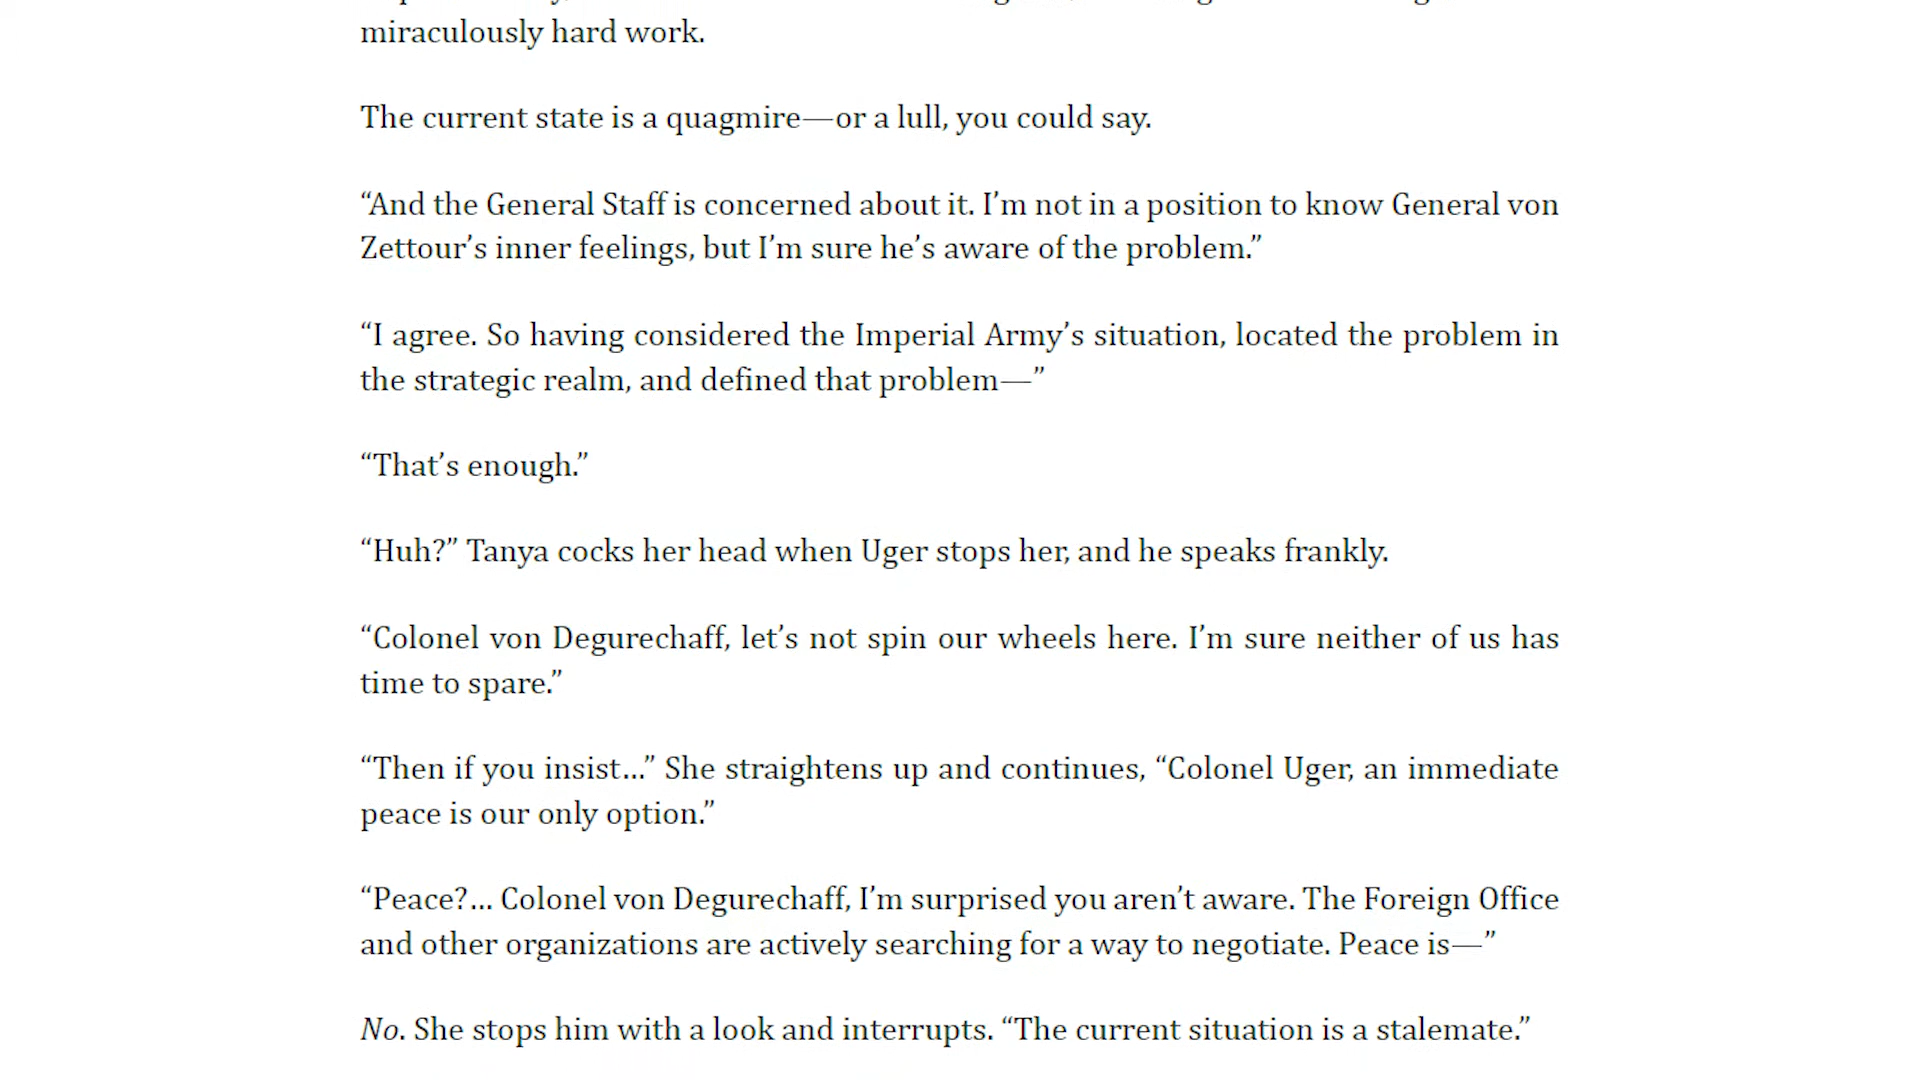 miraculously hard work.
The current state is a quagmire—or a lull, you could say.
“And the General Staff is concerned about it. I’m not in a position to know General von
Zettour’s inner feelings, but I’m sure he’s aware of the problem.”
“I agree. So having considered the Imperial Army’s situation, located the problem in
the strategic realm, and defined that problem—”
“That’s enough.”
“Huh?” Tanya cocks her head when Uger stops her, and he speaks frankly.
“Colonel von Degurechaff, let’s not spin our wheels here. I’m sure neither of us has
time to spare.”
“Then if you insist...” She straightens up and continues, “Colonel Uger, an immediate
peace is our only option.”
“Peace?... Colonel von Degurechaff, I’m surprised you aren’t aware. The Foreign Office
and other organizations are actively searching for a way to negotiate. Peace is—”
No. She stops him with a look and interrupts. “The current situation is a stalemate.”